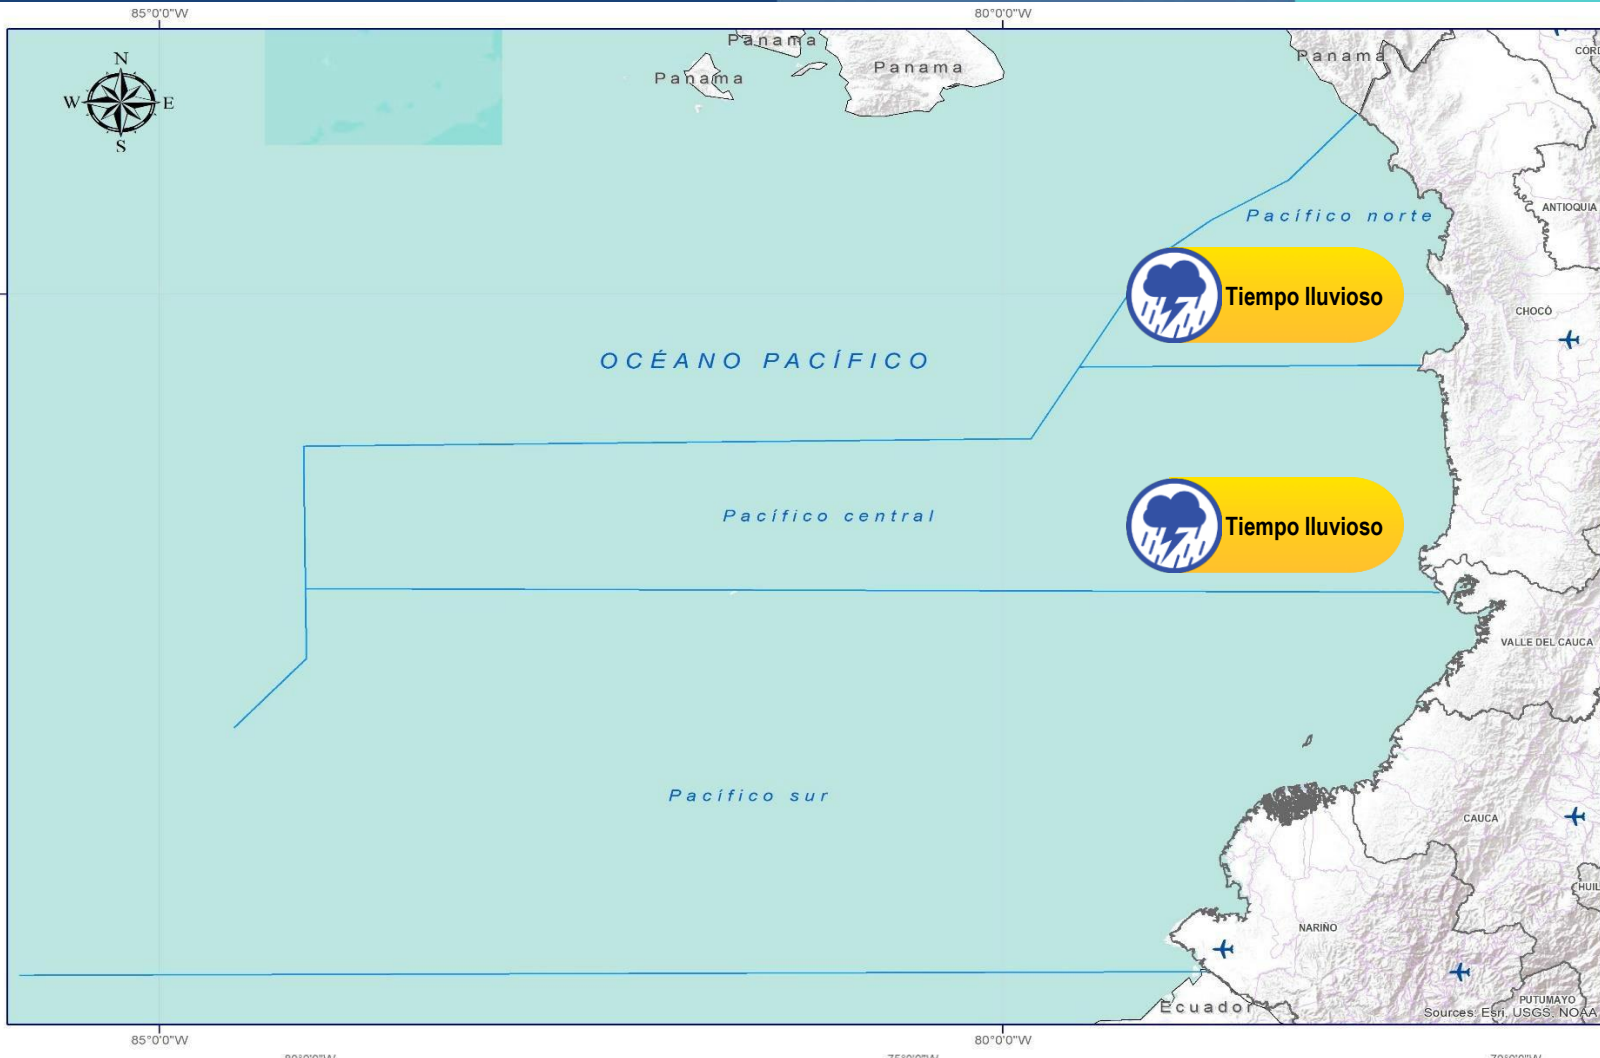 85°0'0"W
80°0'0"W
N
W E
S
Panama
Panama
Panama
Panama
ANTIOQUIA
Pacífico norte
Tiempo lluvioso
CHOCÓ
OCÉANO PACÍFICO
Pacífico central
Tiempo lluvioso
VALLE DEL CAUCA
Pacífico sur
CAUCA
NARIÑO
PUTUMAYO
Ecuador
Sources: Esri, USGS, NOAA
85°0'0"W
80°0'0"W